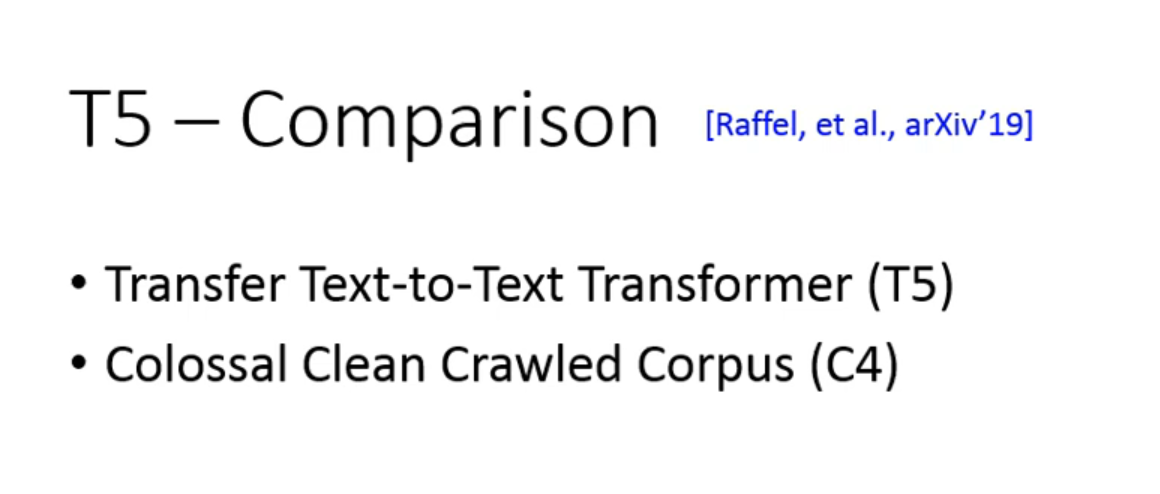 T5 – Comparison [Raffel, et al., arXiv’19]
• Transfer Text-to-Text Transformer (T5)
• Colossal Clean Crawled Corpus (C4)